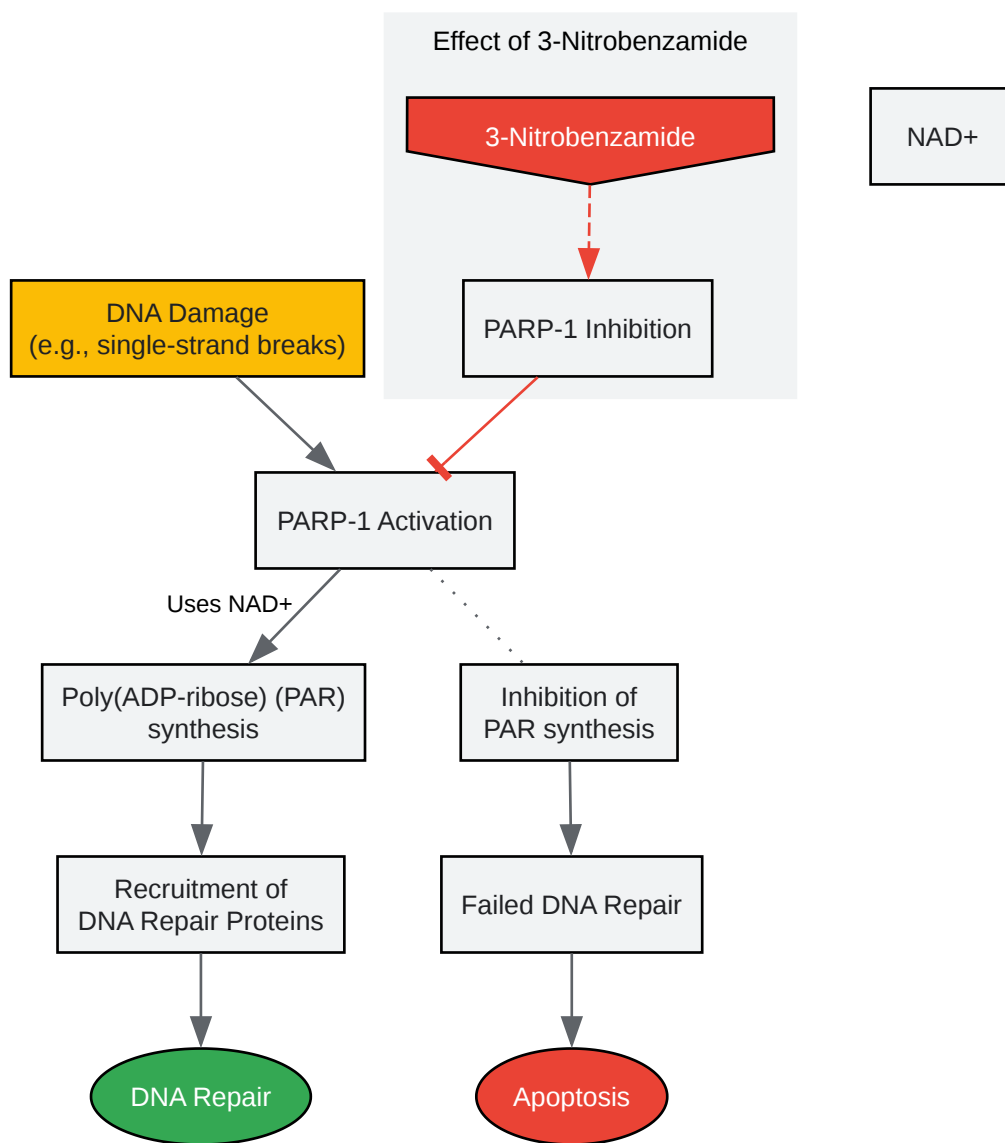 Effect of 3-Nitrobenzamide
3-Nitrobenzamide
NAD+
DNA Damage
(e.g., single-strand breaks)
PARP-1 Inhibition
PARP-1 Activation
Uses NAD+
Poly(ADP-ribose) (PAR)
synthesis
Inhibition of
PAR synthesis
Recruitment of
DNA Repair Proteins
Failed DNA Repair
DNA Repair
Apoptosis